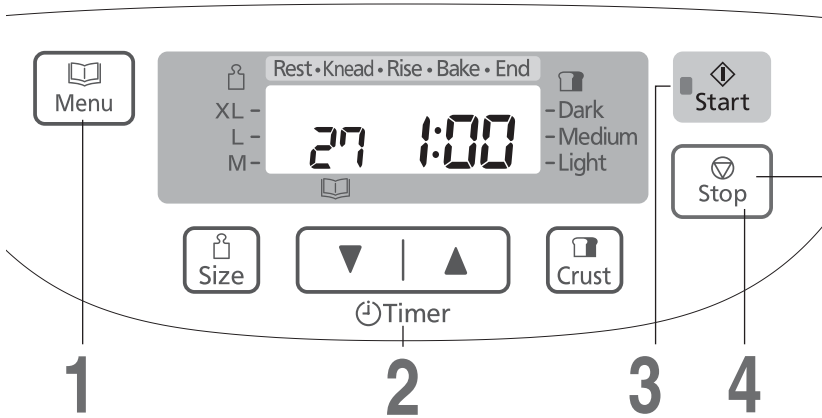 Menu
Rest • Knead • Rise • Bake • End
XL –
L –
M –
27 1:00
– Dark
– Medium
– Light
Start
Stop
Size
Timer
Crust
1
2
3
4